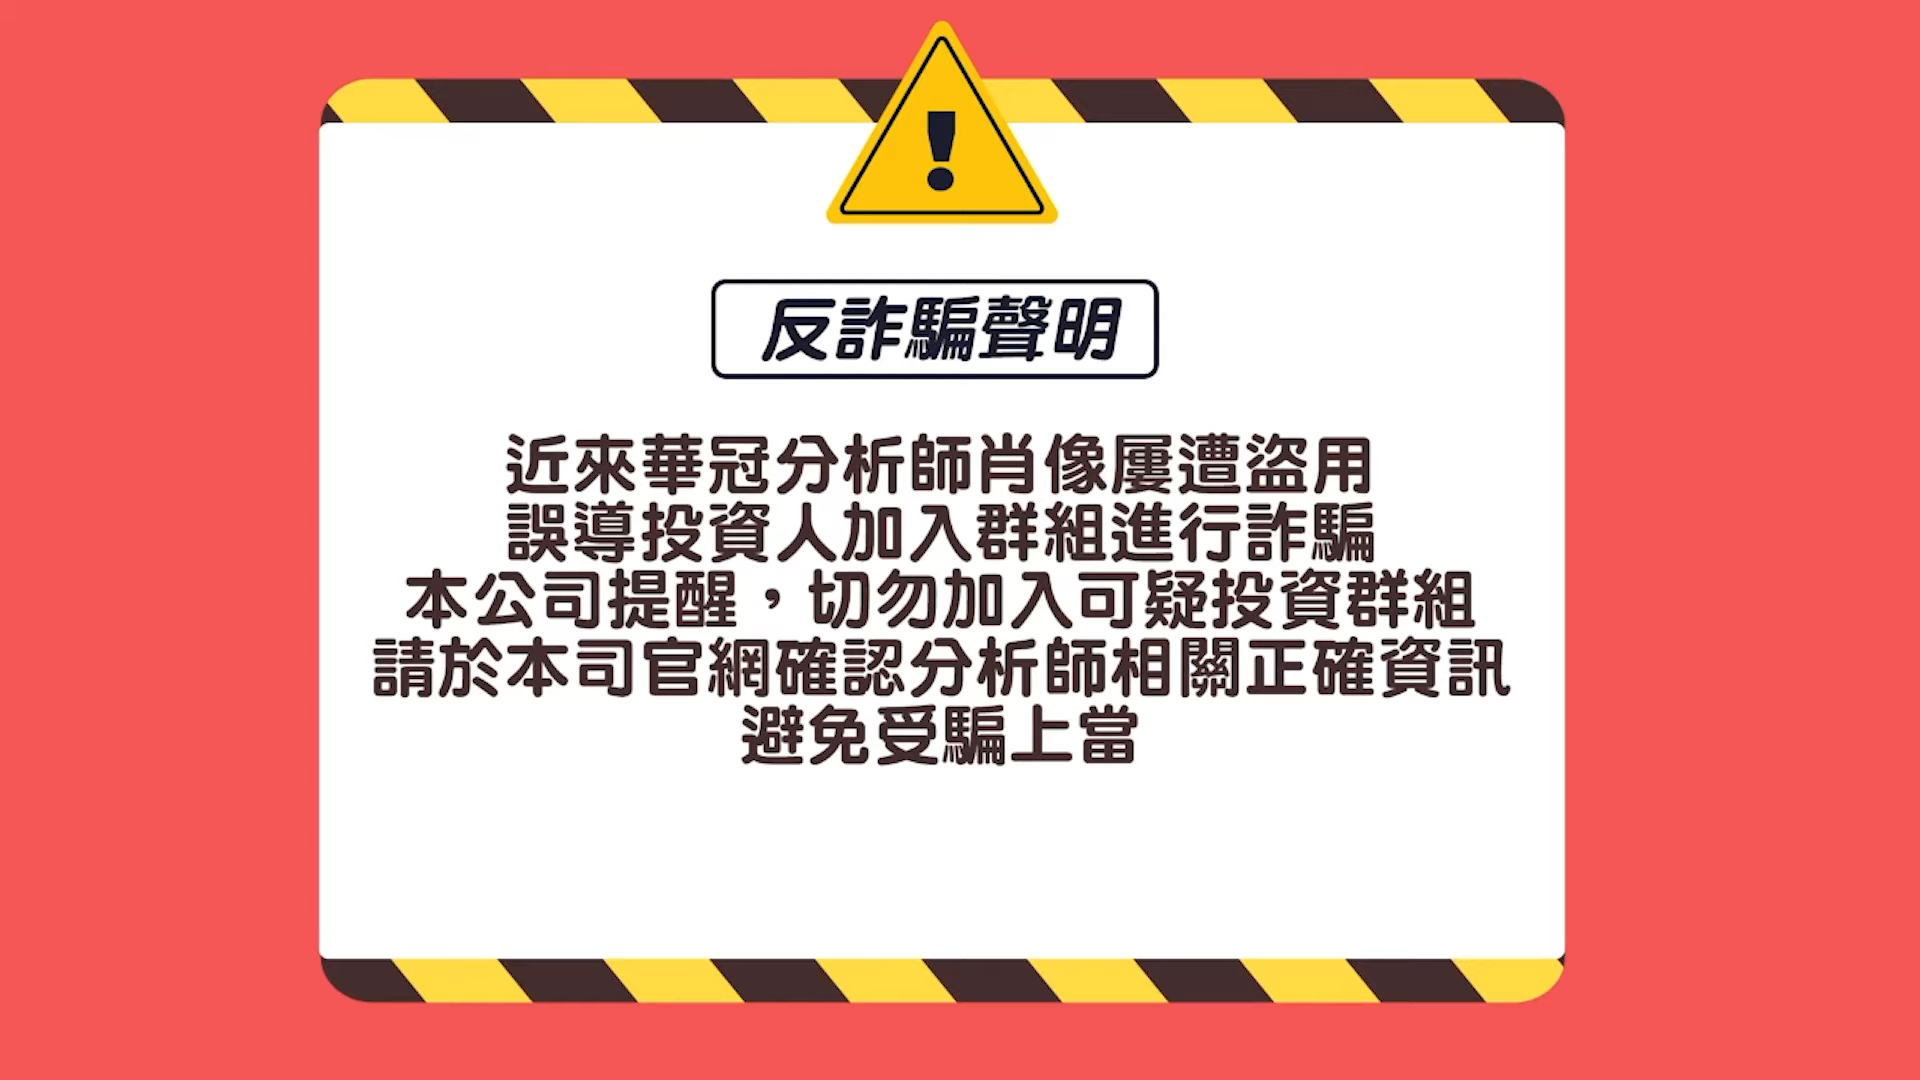 反詐騙聲明
近來華冠分析師肖像屢遭盜用
誤導投資人加入群組進行詐騙
本公司提醒，切勿加入可疑投資群組
請於本司官網確認分析師相關正確資訊
避免受騙上當